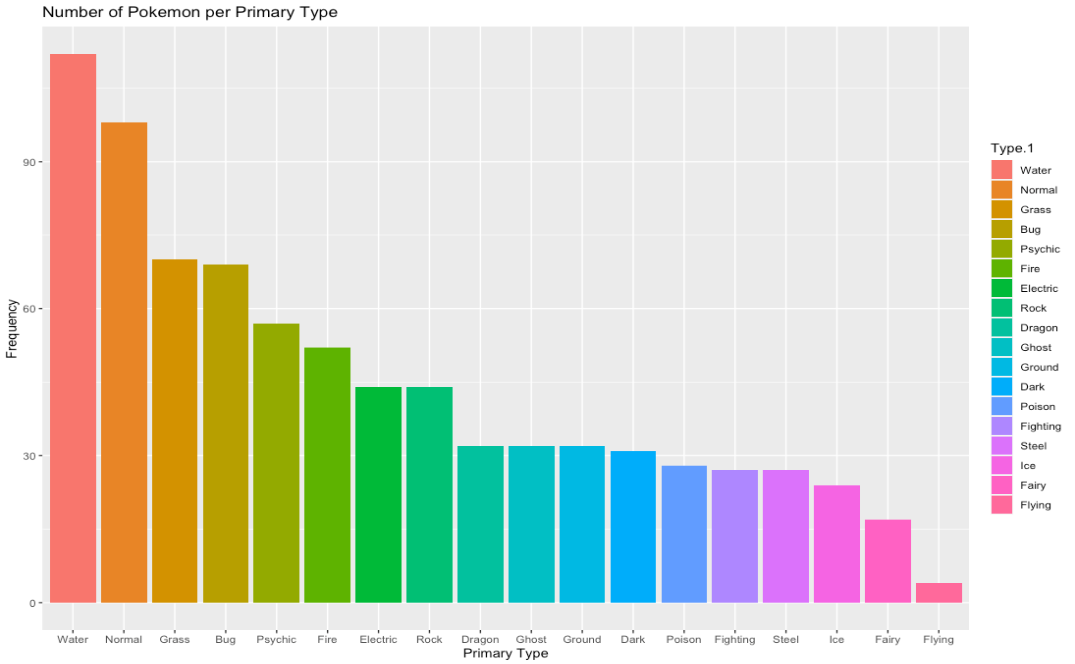 Number of Pokemon per Primary Type
Frequency
90
60
30
0
Water Normal Grass Bug Psychic Fire Electric Rock Dragon Ghost Ground Dark Poison Fighting Steel Ice Fairy Flying
Primary Type
Type.1
Water
Normal
Grass
Bug
Psychic
Fire
Electric
Rock
Dragon
Ghost
Ground
Dark
Poison
Fighting
Steel
Ice
Fairy
Flying